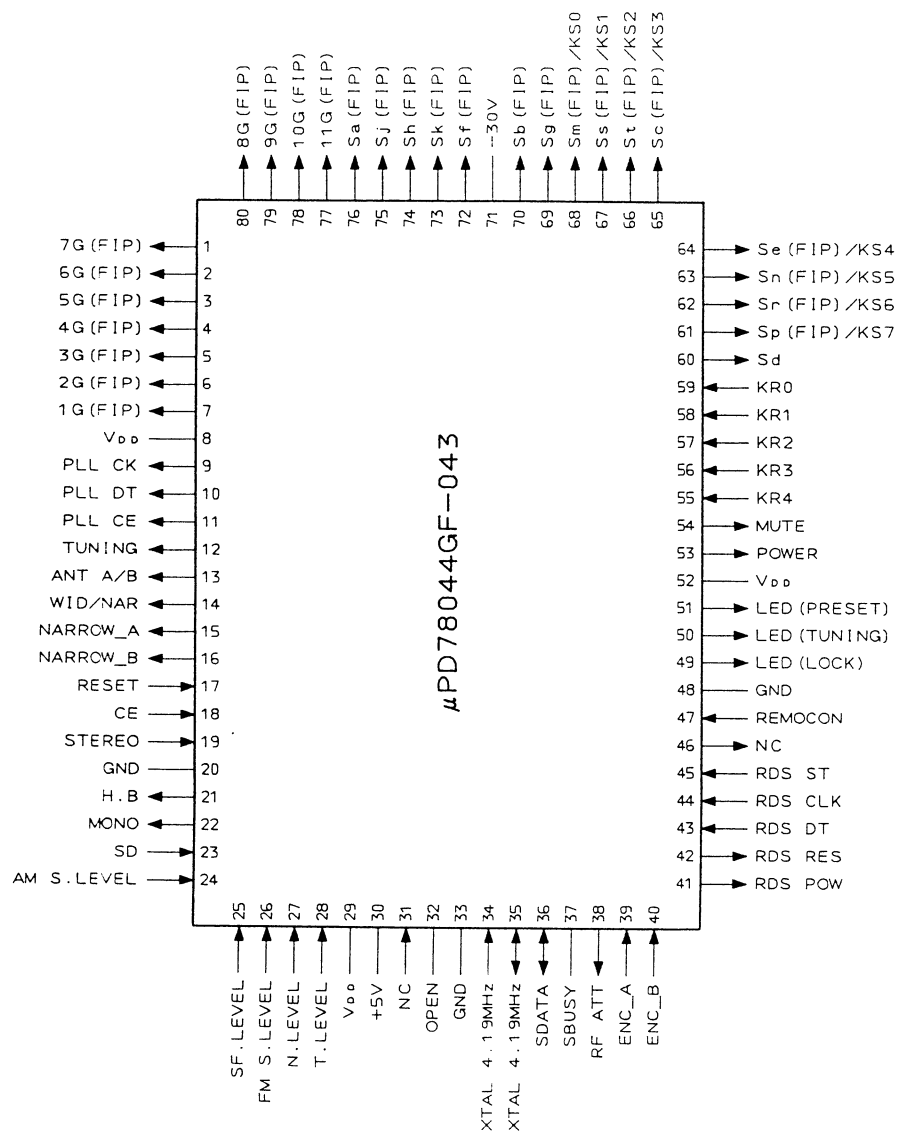 8G(FIP)
9G(FIP)
10G(FIP)
11G(FIP)
Sa(FIP)
Sj(FIP)
Sh(FIP)
Sk(FIP)
Sf(FIP)
-30V
Sb(FIP)
Sg(FIP)
Sm(FIP)/KS0
Ss(FIP)/KS1
St(FIP)/KS2
Sc(FIP)/KS3
80
79
78
77
76
75
74
73
72
71
70
69
68
67
66
65
7G(FIP) 1
6G(FIP) 2
5G(FIP) 3
4G(FIP) 4
3G(FIP) 5
2G(FIP) 6
1G(FIP) 7
VDD 8
PLL CK 9
PLL DT 10
PLL CE 11
TUNING 12
ANT A/B 13
WID/NAR 14
NARROW_A 15
NARROW_B 16
RESET 17
CE 18
STEREO 19
GND 20
H.B 21
MONO 22
SD 23
AM S.LEVEL 24
μPD78044GF-043
64 Se(FIP)/KS4
63 Sn(FIP)/KS5
62 Sr(FIP)/KS6
61 Sp(FIP)/KS7
60 Sd
59 KR0
58 KR1
57 KR2
56 KR3
55 KR4
54 MUTE
53 POWER
52 VDD
51 LED(PRESET)
50 LED(TUNING)
49 LED(LOCK)
48 GND
47 REMOCON
46 NC
45 RDS ST
44 RDS CLK
43 RDS DT
42 RDS RES
41 RDS POW
25
26
27
28
29
30
31
32
33
34
35
36
37
38
39
40
SF.LEVEL
FM S.LEVEL
N.LEVEL
T.LEVEL
VDD
+5V
NC
OPEN
GND
XTAL 4.19MHz
XTAL 4.19MHz
SDATA
SBUSY
RF ATT
ENC_A
ENC_B